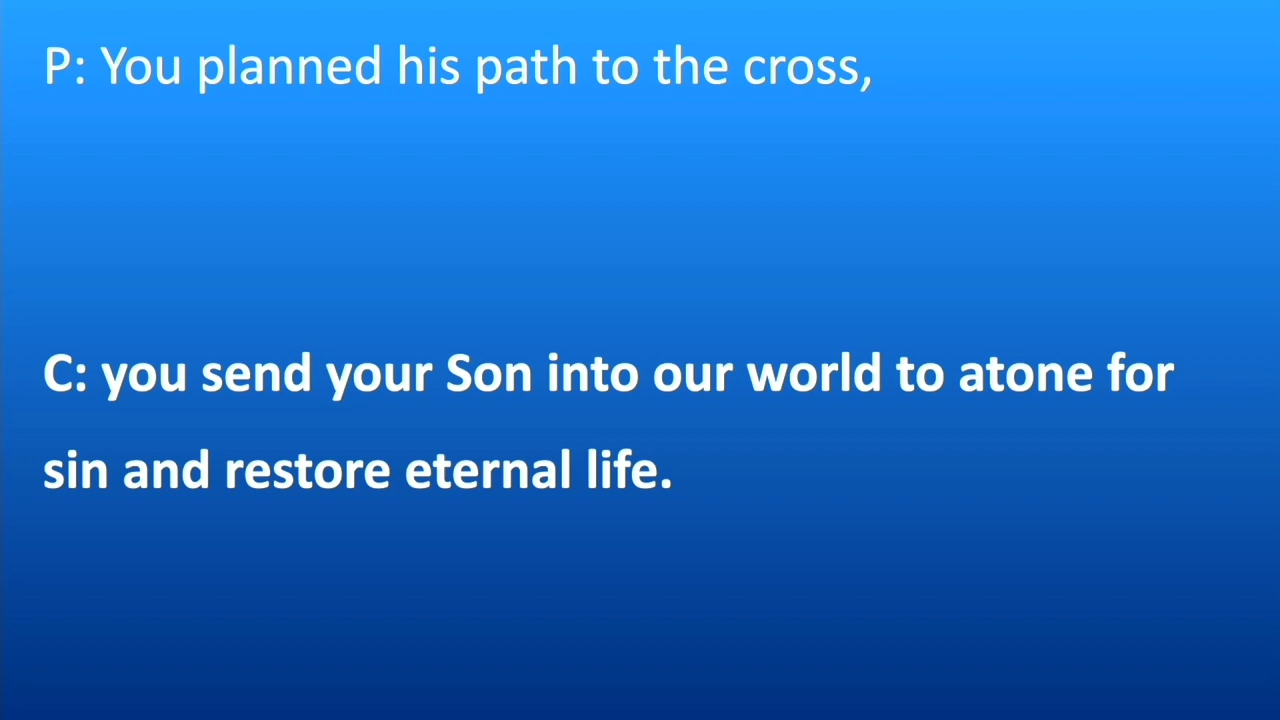 P: You planned his path to the cross,
C: you send your Son into our world to atone for
sin and restore eternal life.